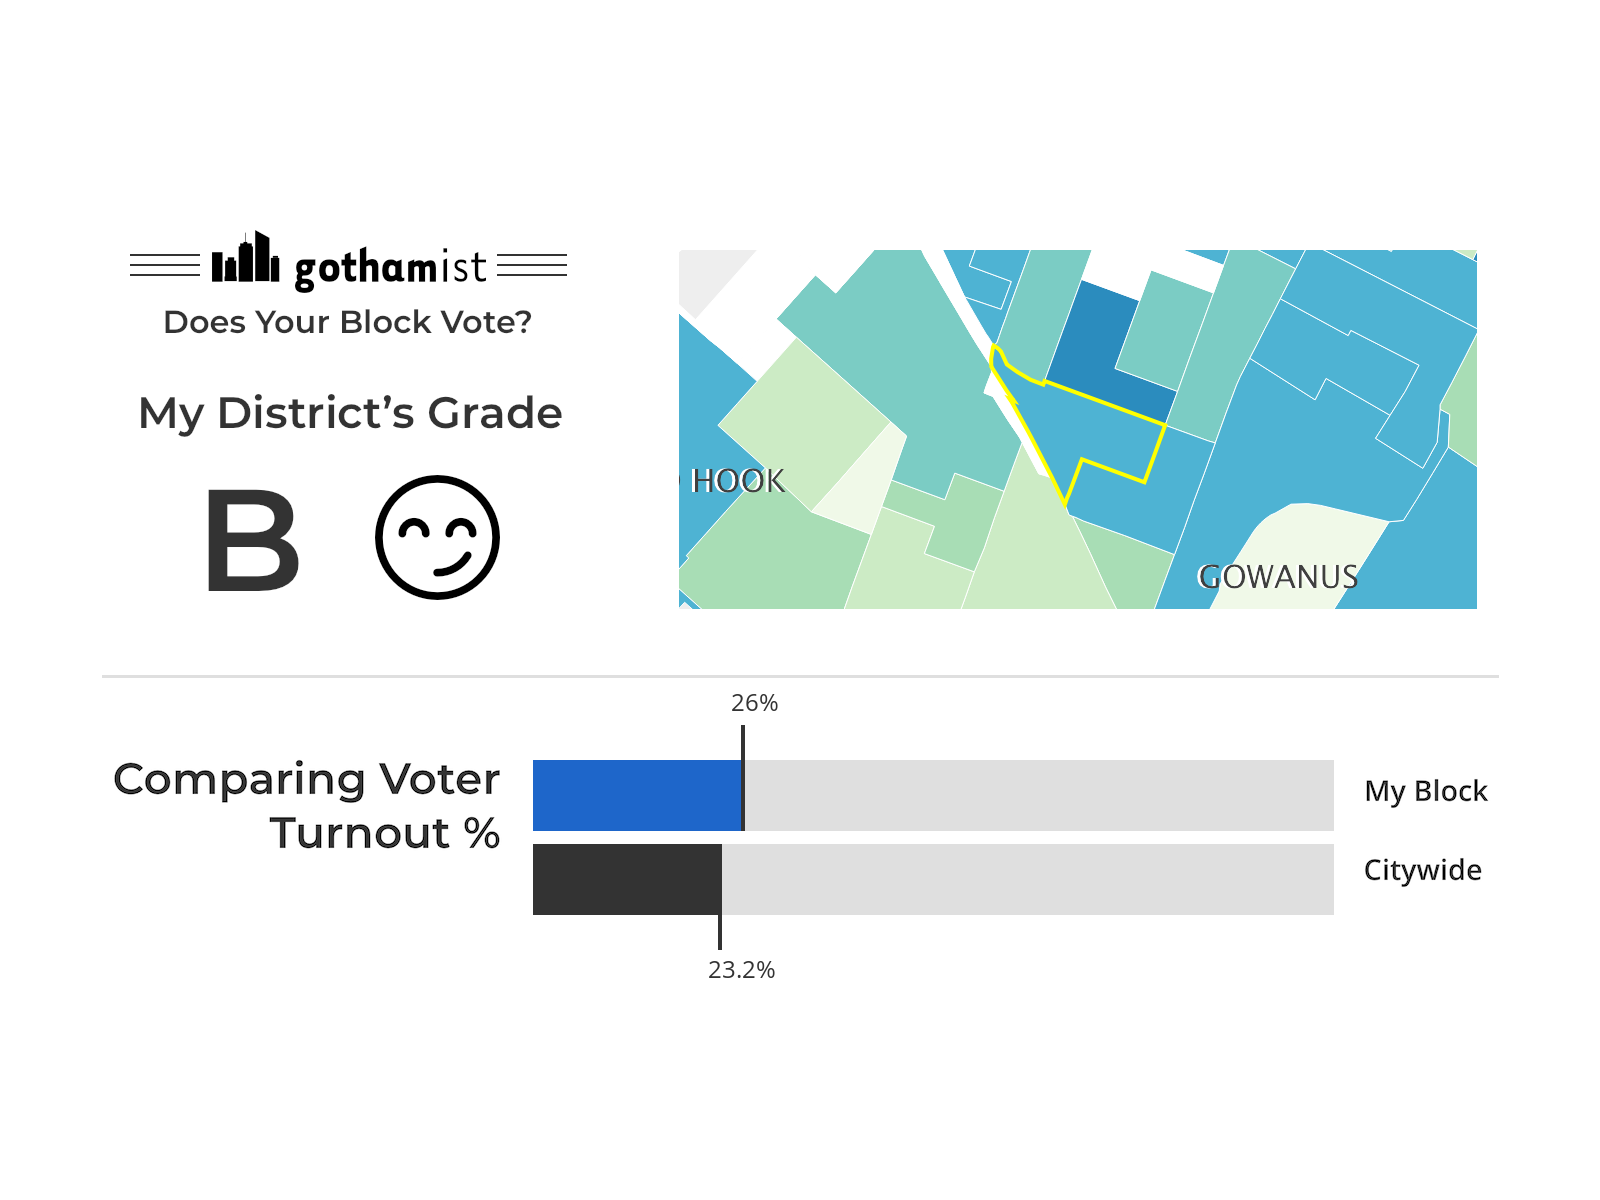 gothamist
Does Your Block Vote?
My District’s Grade
B
HOOK
GOWANUS
26%
Comparing Voter
Turnout %
My Block
Citywide
23.2%